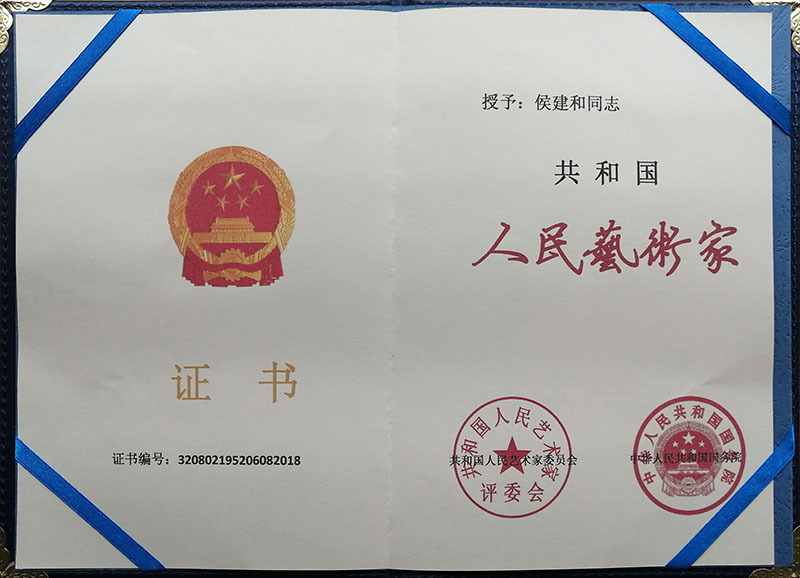 证 书
证书编号：320802195206082018
授予：侯建和同志
共 和 国
人民藝術家
共和国人民艺术家
评委会
共和国人民艺术家委员会
中华人民共和国国务院
中华人民共和国国务院